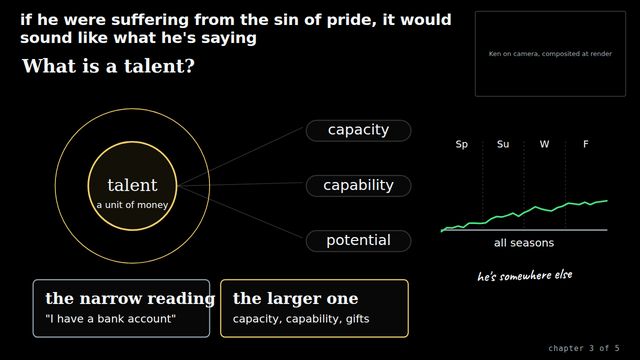 if he were suffering from the sin of pride, it would
sound like what he's saying
What is a talent?
Ken on camera, composited at render
talent
a unit of money
capacity
capability
potential
Sp Su W F
all seasons
he's somewhere else
the narrow reading
"I have a bank account"
the larger one
capacity, capability, gifts
chapter 3 of 5